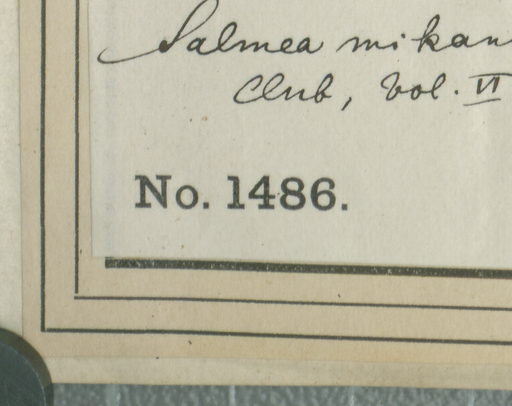 Salmea mikan
Club, Vol. VI
No. 1486.